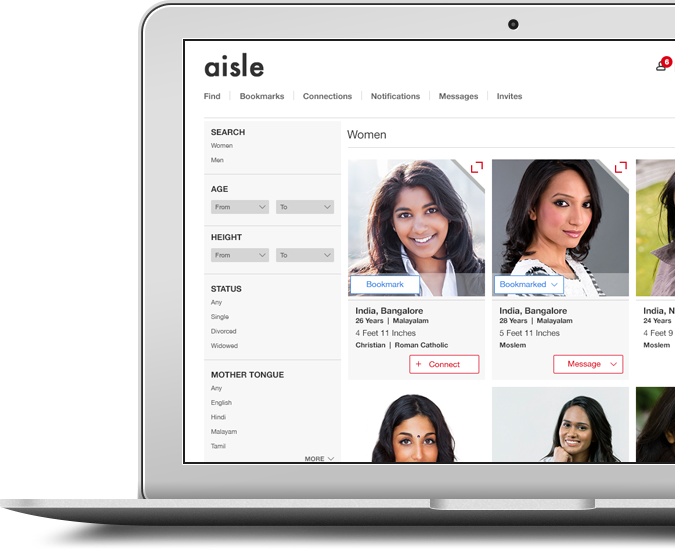 aisle
6
Find | Bookmarks | Connections | Notifications | Messages | Invites
SEARCH
Women
Men
AGE
From To
HEIGHT
From To
STATUS
Any
Single
Divorced
Widowed
MOTHER TONGUE
Any
English
Hindi
Malayam
Tamil
MORE
Women
Bookmark
India, Bangalore
26 Years | Malayalam
4 Feet 11 Inches
Christian | Roman Catholic
+ Connect
Bookmarked
India, Bangalore
28 Years | Malayalam
5 Feet 11 Inches
Moslem
Message
India, N
24 Years
4 Feet 9
Moslem